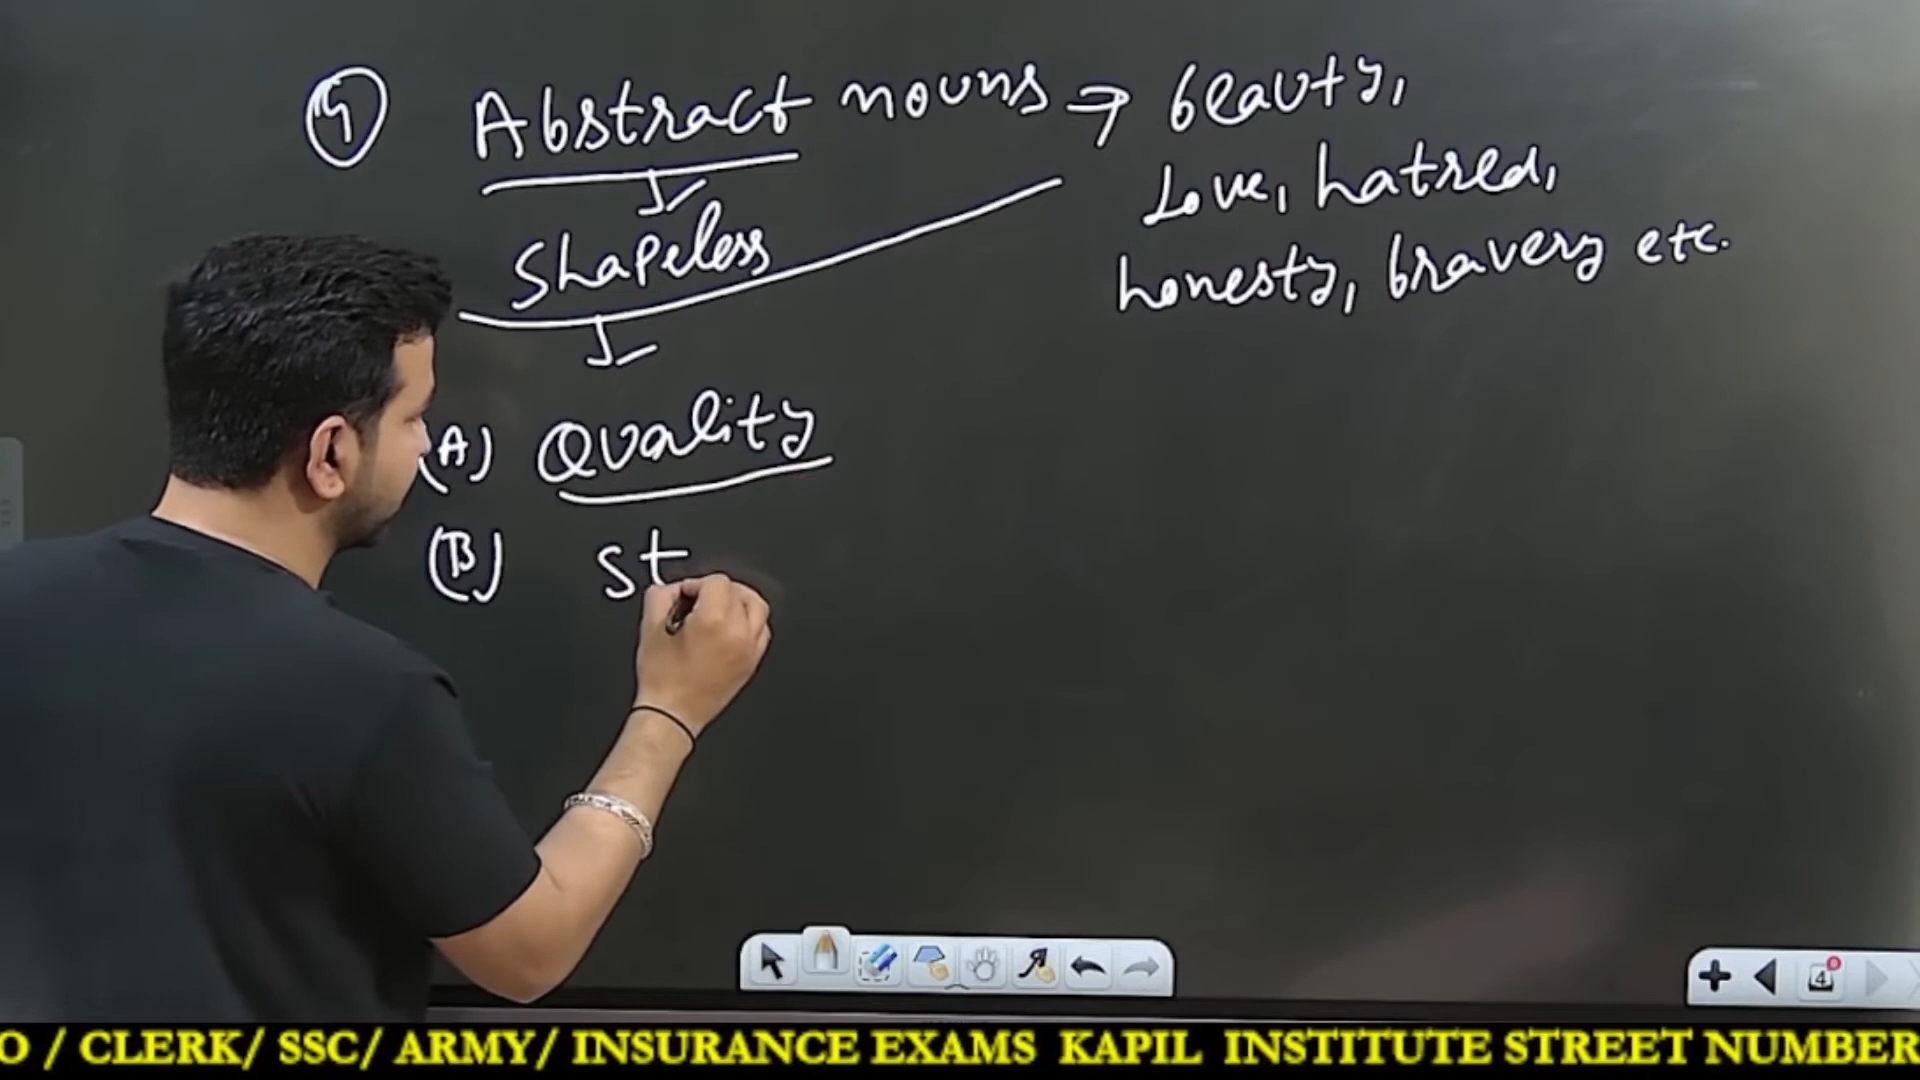 4 Abstract nouns → beauty,
Love, hatred,
Shapeless
honesty, bravery etc.
(A) Quality
(B) St
4
O / CLERK/ SSC/ ARMY/ INSURANCE EXAMS KAPIL INSTITUTE STREET NUMBER